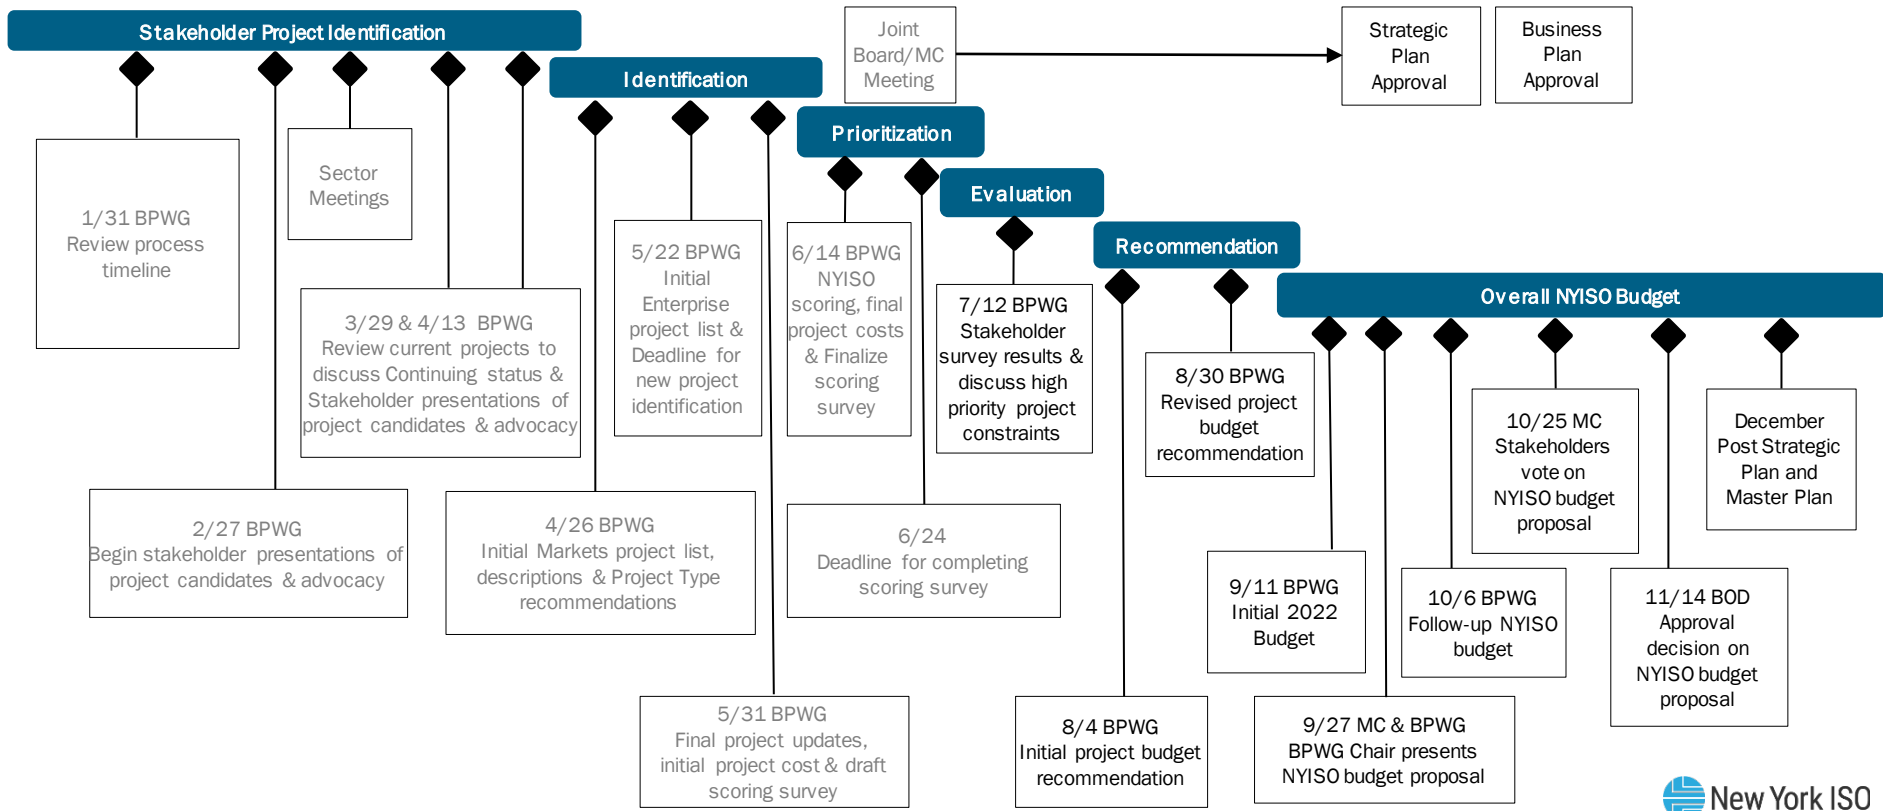 Stakeholder Project Identification
Joint
Board/MC
Meeting
Strategic
Plan
Approval
Business
Plan
Approval
Identification
Prioritization
Evaluation
Recommendation
Overall NYISO Budget
1/31 BPWG
Review process
timeline
Sector
Meetings
3/29 & 4/13 BPWG
Review current projects to
discuss Continuing status &
Stakeholder presentations of
project candidates & advocacy
2/27 BPWG
Begin stakeholder presentations of
project candidates & advocacy
4/26 BPWG
Initial Markets project list,
descriptions & Project Type
recommendations
5/22 BPWG
Initial
Enterprise
project list &
Deadline for
new project
identification
5/31 BPWG
Final project updates,
initial project cost & draft
scoring survey
6/14 BPWG
NYISO
scoring, final
project costs
& Finalize
scoring
survey
6/24
Deadline for completing
scoring survey
7/12 BPWG
Stakeholder
survey results &
discuss high
priority project
constraints
8/4 BPWG
Initial project budget
recommendation
8/30 BPWG
Revised project
budget
recommendation
9/11 BPWG
Initial 2022
Budget
9/27 MC & BPWG
BPWG Chair presents
NYISO budget proposal
10/6 BPWG
Follow-up NYISO
budget
10/25 MC
Stakeholders
vote on
NYISO budget
proposal
11/14 BOD
Approval
decision on
NYISO budget
proposal
December
Post Strategic
Plan and
Master Plan
New York ISO